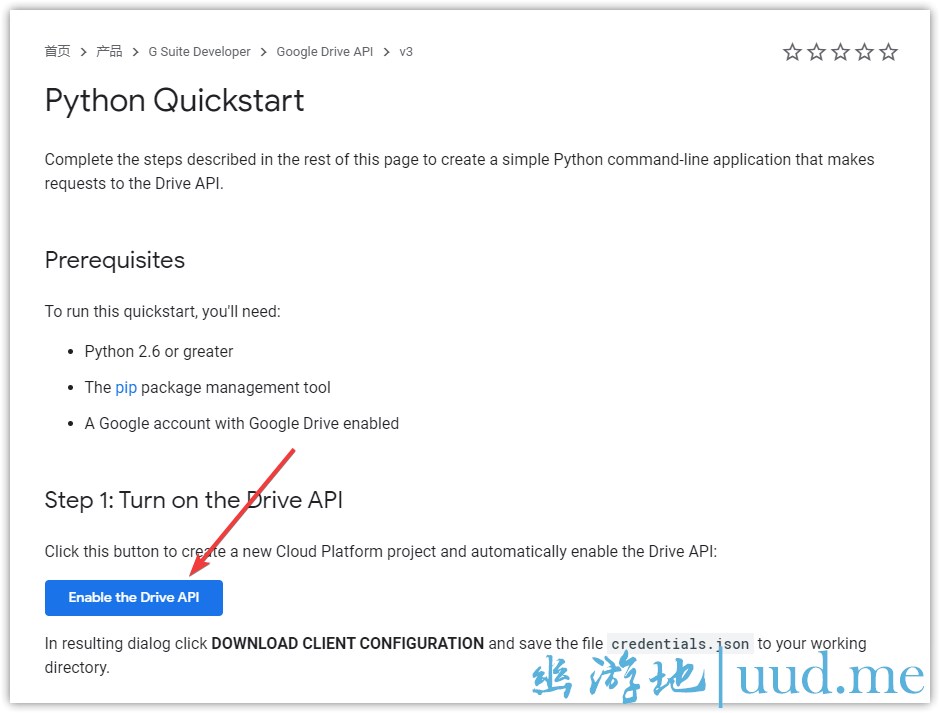 首页 > 产品 > G Suite Developer > Google Drive API > v3
Python Quickstart
Complete the steps described in the rest of this page to create a simple Python command-line application that makes
requests to the Drive API.
Prerequisites
To run this quickstart, you'll need:
• Python 2.6 or greater
• The pip package management tool
• A Google account with Google Drive enabled
Step 1: Turn on the Drive API
Click this button to create a new Cloud Platform project and automatically enable the Drive API:
Enable the Drive API
In resulting dialog click DOWNLOAD CLIENT CONFIGURATION and save the file credentials.json to your working
directory.
幽游地|uud.me